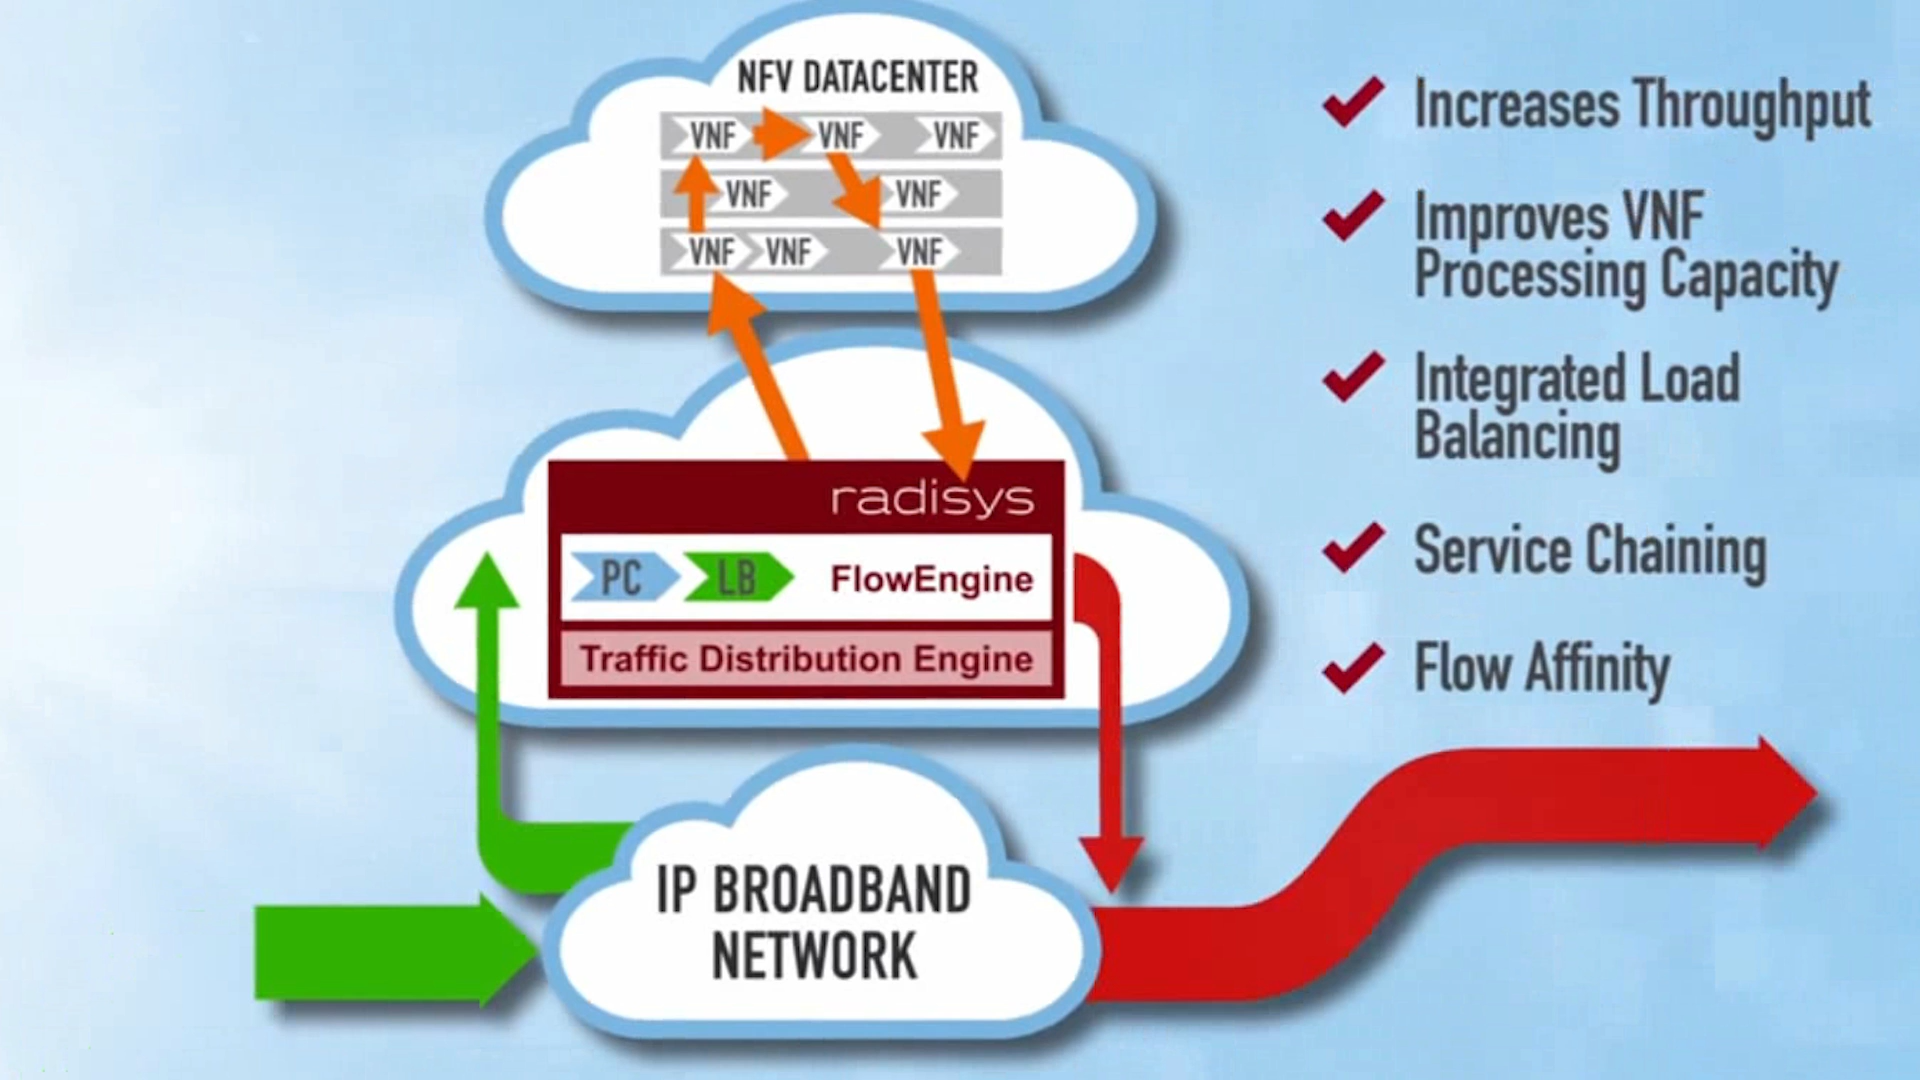 NFV DATACENTER
VNF VNF VNF
VNF VNF
VNF VNF VNF
radisys
PC LB FlowEngine
Traffic Distribution Engine
IP BROADBAND
NETWORK
Increases Throughput
Improves VNF
Processing Capacity
Integrated Load
Balancing
Service Chaining
Flow Affinity